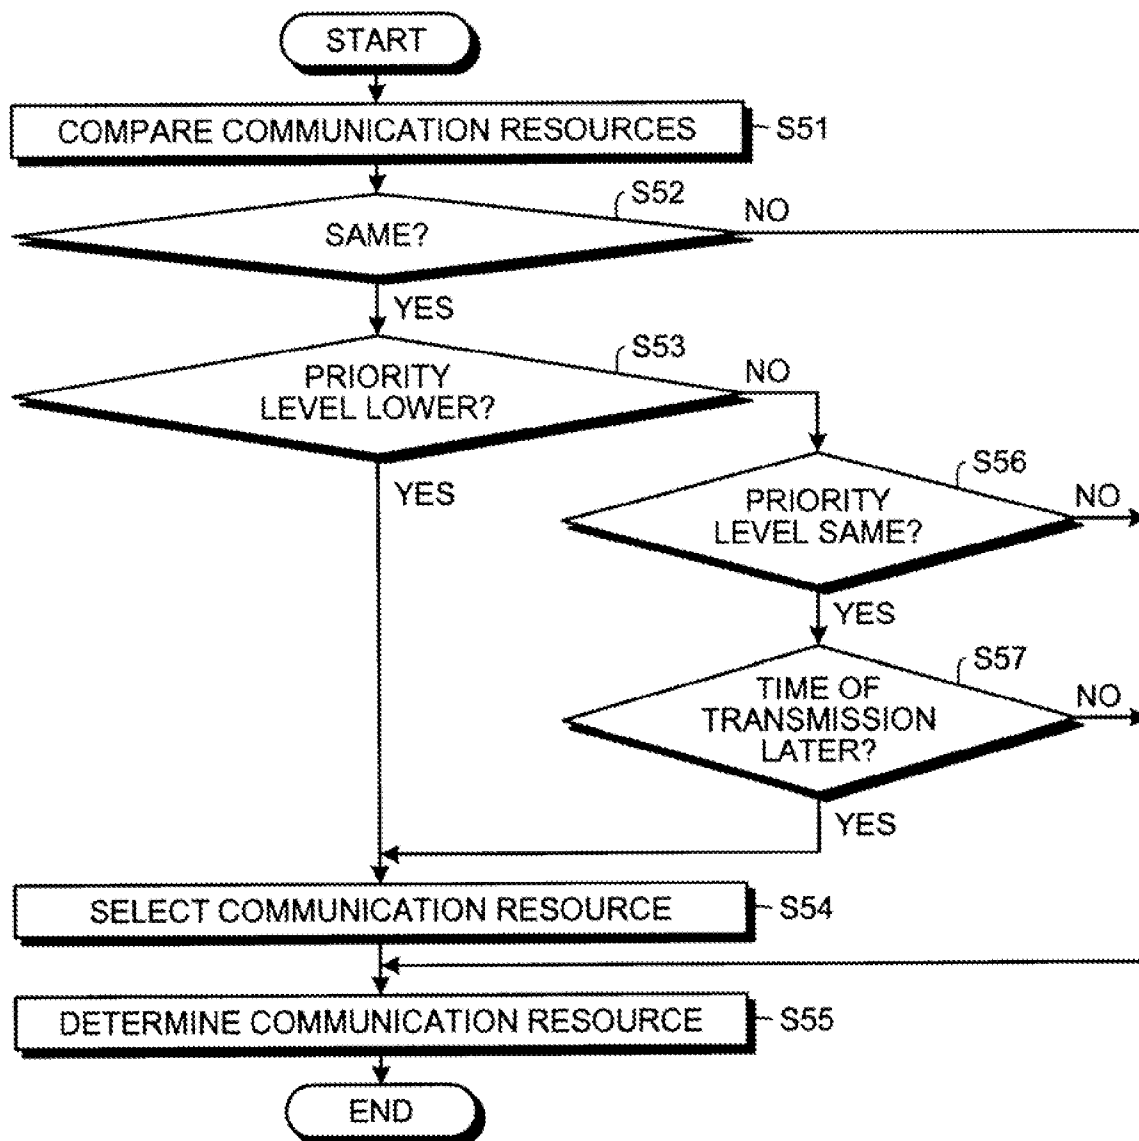 START
COMPARE COMMUNICATION RESOURCES
S51
S52
NO
SAME?
YES
S53
NO
PRIORITY
LEVEL LOWER?
YES
S56
NO
PRIORITY
LEVEL SAME?
YES
S57
NO
TIME OF
TRANSMISSION
LATER?
YES
SELECT COMMUNICATION RESOURCE
S54
DETERMINE COMMUNICATION RESOURCE
S55
END